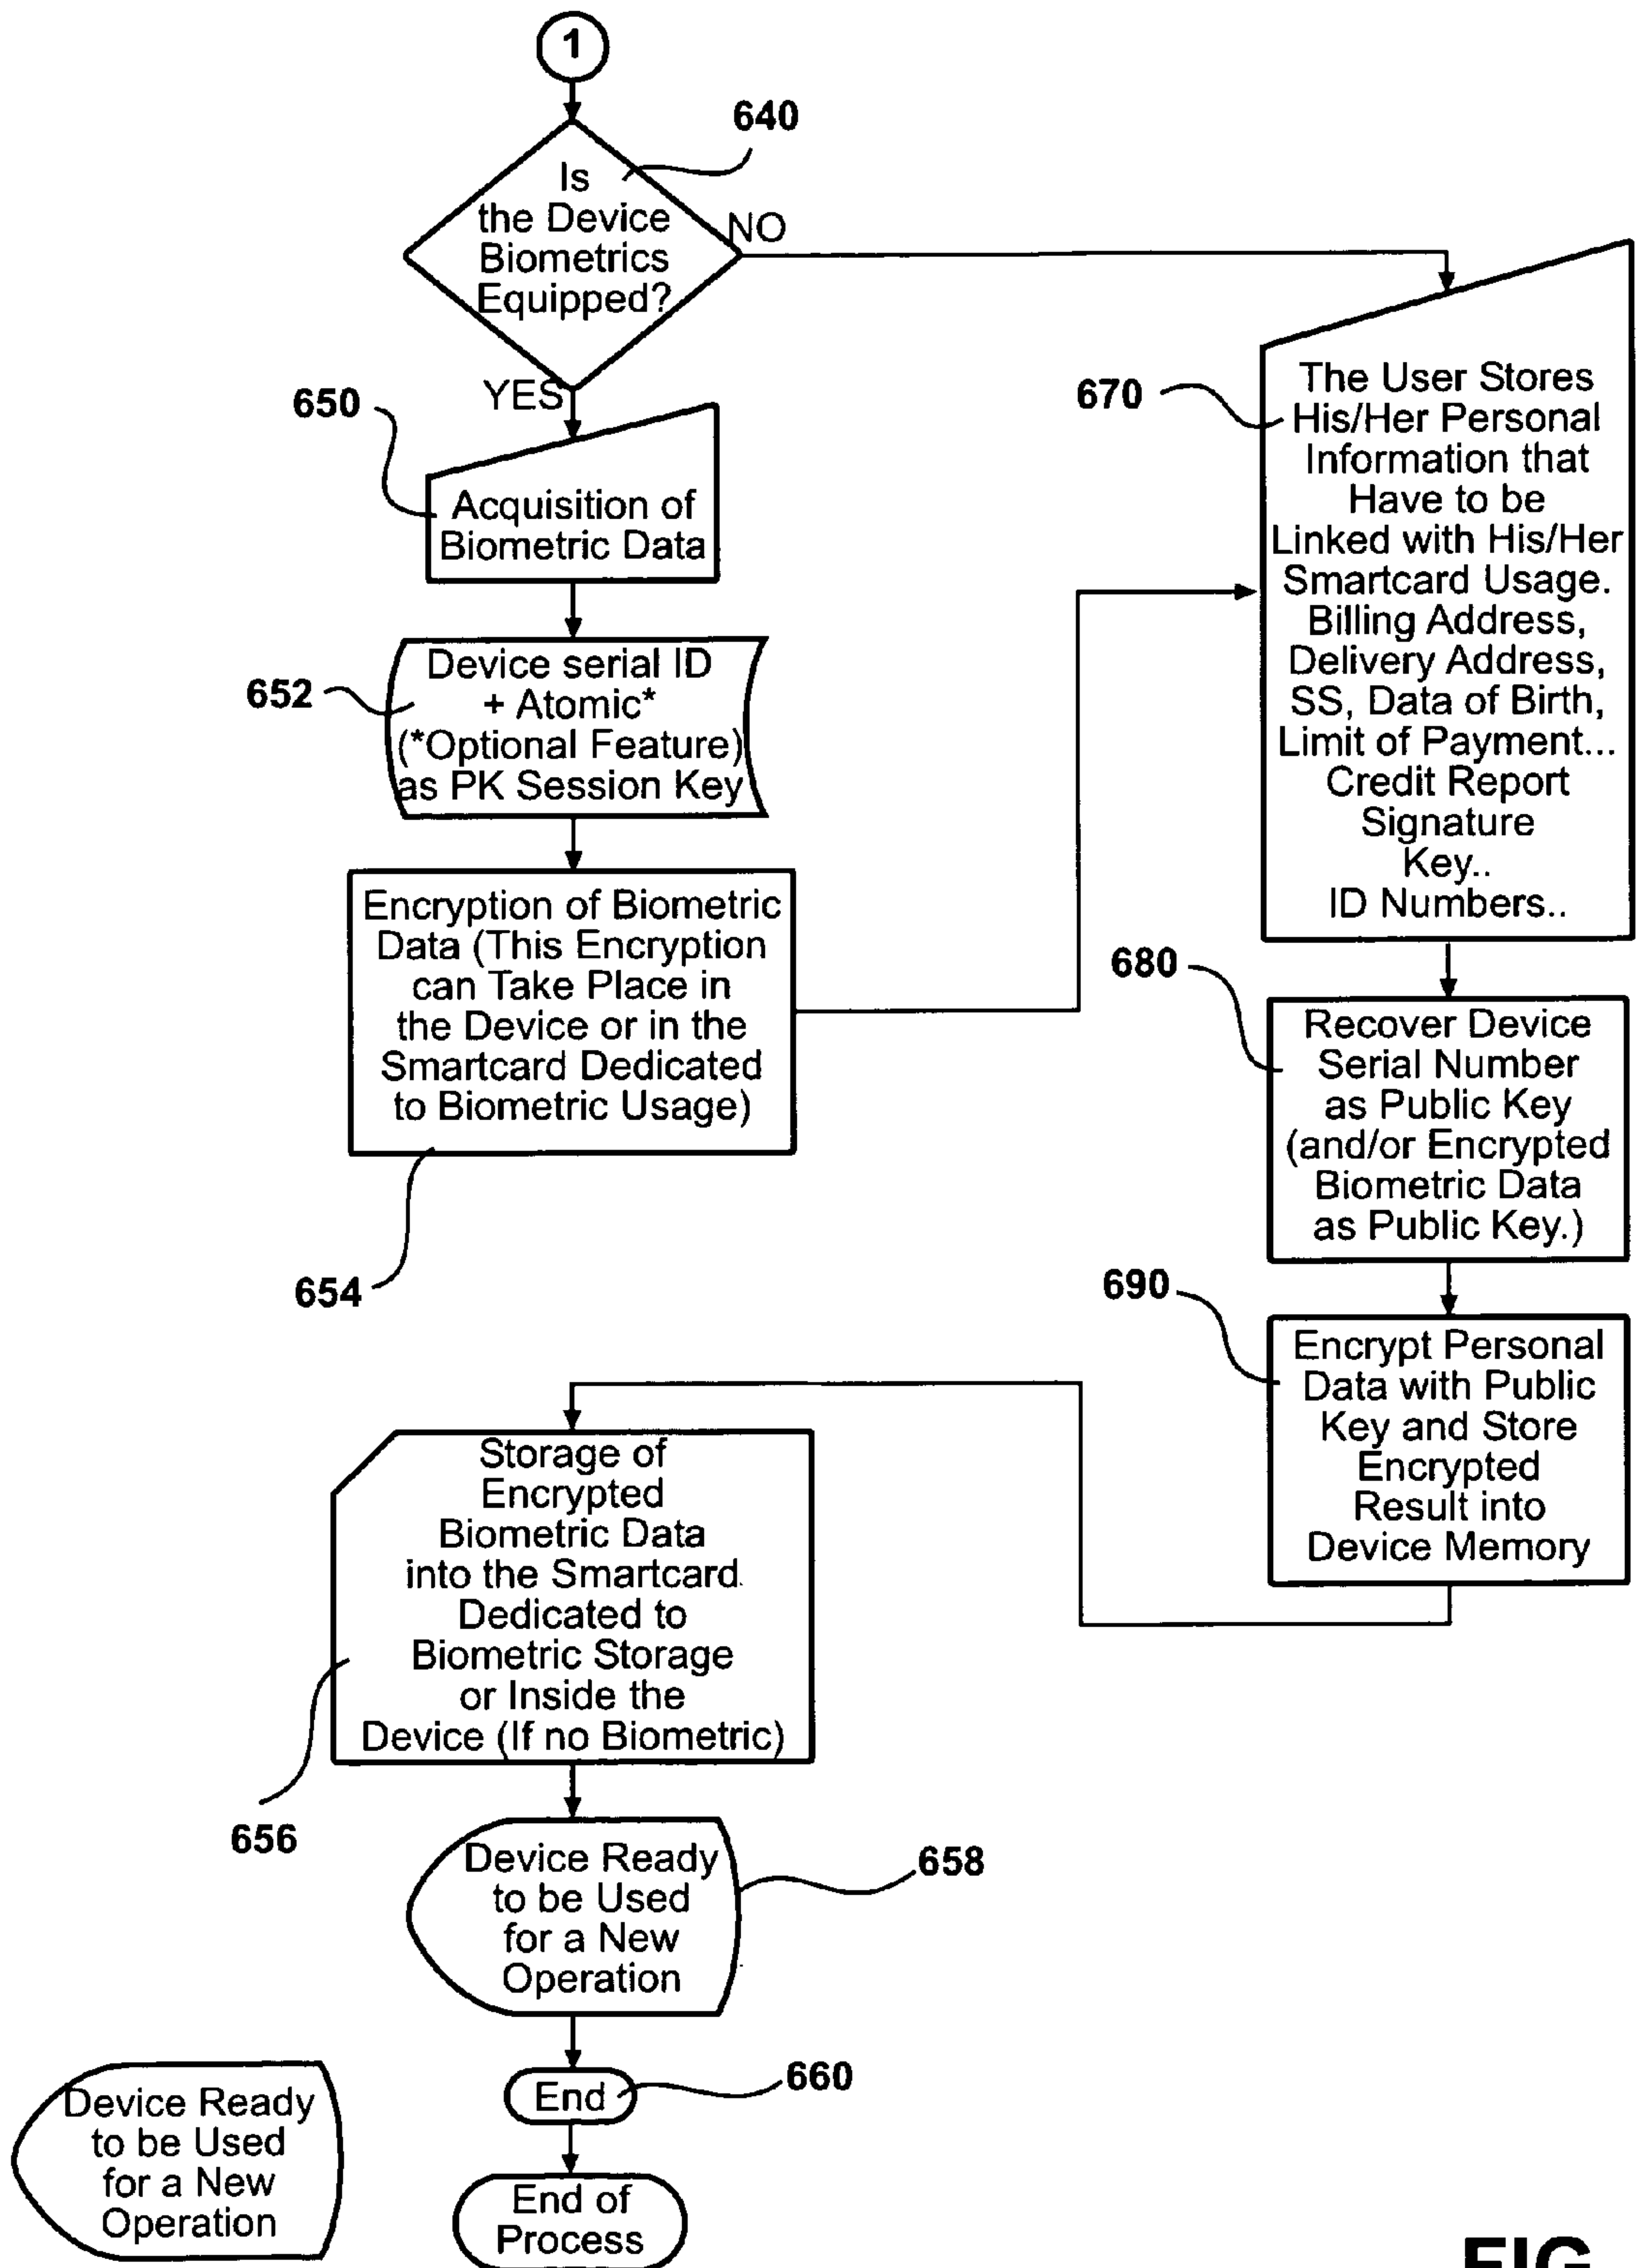 1
640
Is
the Device
Biometrics
Equipped?
NO
YES
650
Acquisition of
Biometric Data
652
Device serial ID
+ Atomic*
(*Optional Feature)
as PK Session Key
Encryption of Biometric
Data (This Encryption
can Take Place in
the Device or in the
Smartcard Dedicated
to Biometric Usage)
654
670
The User Stores
His/Her Personal
Information that
Have to be
Linked with His/Her
Smartcard Usage.
Billing Address,
Delivery Address,
SS, Data of Birth,
Limit of Payment...
Credit Report
Signature
Key..
ID Numbers..
680
Recover Device
Serial Number
as Public Key
(and/or Encrypted
Biometric Data
as Public Key.)
690
Encrypt Personal
Data with Public
Key and Store
Encrypted
Result into
Device Memory
Storage of
Encrypted
Biometric Data
into the Smartcard
Dedicated to
Biometric Storage
or Inside the
Device (If no Biometric)
656
Device Ready
to be Used
for a New
Operation
658
End
660
End of
Process
Device Ready
to be Used
for a New
Operation
FIG